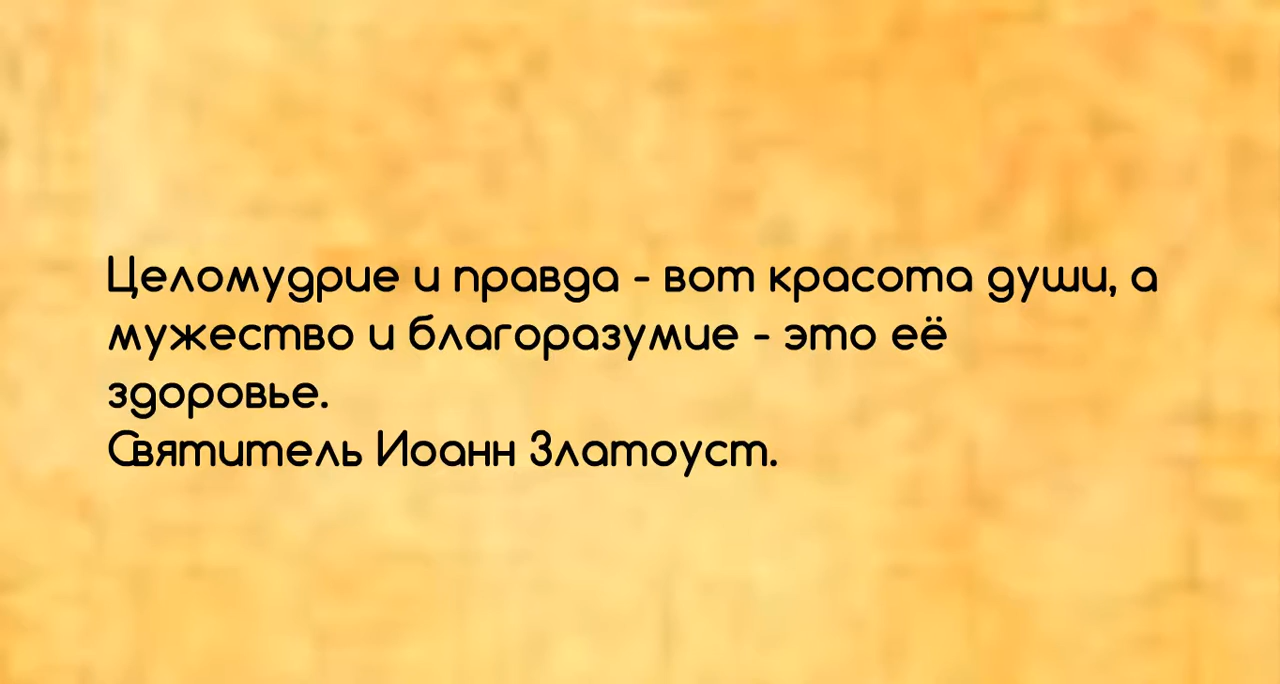 Целомудрие и правда - вот красота души, а
мужество и благоразумие - это её
здоровье.
Святитель Иоанн Златоуст.